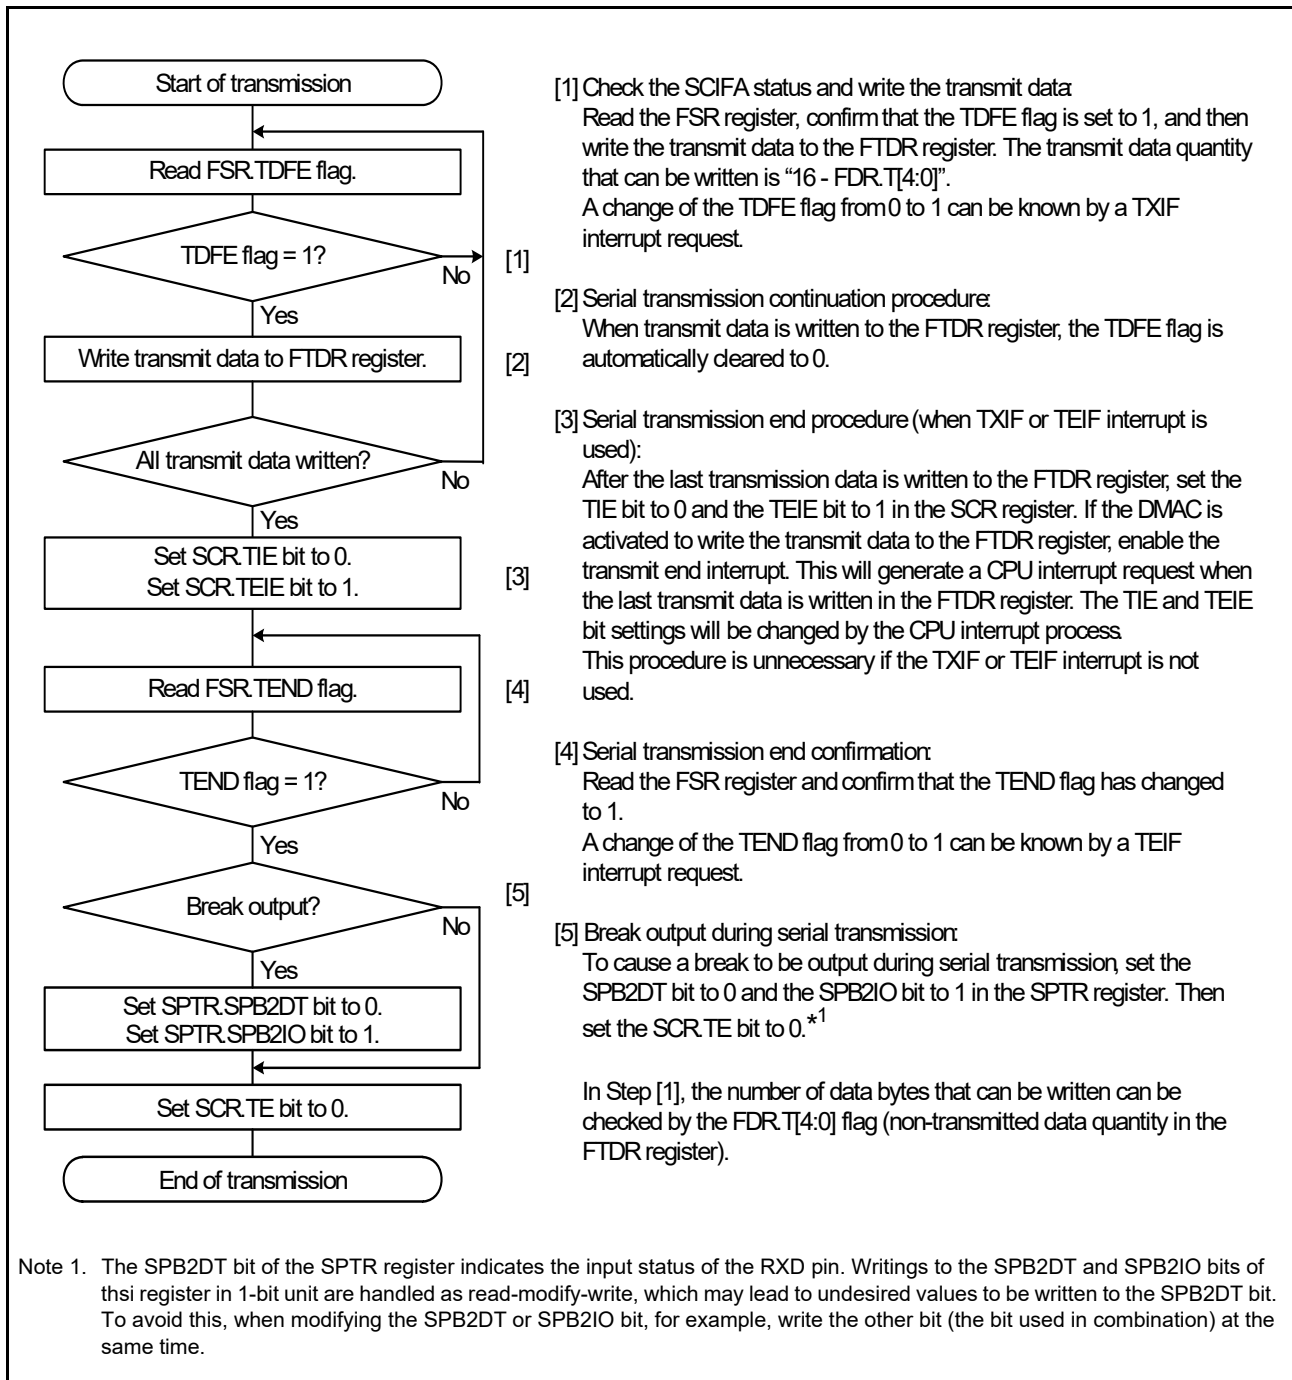 Start of transmission
Read FSR.TDFE flag.
TDFE flag = 1?
No
[1]
Yes
Write transmit data to FTDR register.
[2]
All transmit data written?
No
Yes
Set SCR.TIE bit to 0.
Set SCR.TEIE bit to 1.
[3]
Read FSR.TEND flag.
[4]
TEND flag = 1?
No
Yes
[5]
Break output?
No
Yes
Set SPTR.SPB2DT bit to 0.
Set SPTR.SPB2IO bit to 1.
Set SCR.TE bit to 0.
End of transmission
[1] Check the SCIFA status and write the transmit data:
Read the FSR register, confirm that the TDFE flag is set to 1, and then
write the transmit data to the FTDR register. The transmit data quantity
that can be written is “16 - FDR.T[4:0]”.
A change of the TDFE flag from 0 to 1 can be known by a TXIF
interrupt request.
[2] Serial transmission continuation procedure:
When transmit data is written to the FTDR register, the TDFE flag is
automatically cleared to 0.
[3] Serial transmission end procedure (when TXIF or TEIF interrupt is
used):
After the last transmission data is written to the FTDR register, set the
TIE bit to 0 and the TEIE bit to 1 in the SCR register. If the DMAC is
activated to write the transmit data to the FTDR register, enable the
transmit end interrupt. This will generate a CPU interrupt request when
the last transmit data is written in the FTDR register. The TIE and TEIE
bit settings will be changed by the CPU interrupt process.
This procedure is unnecessary if the TXIF or TEIF interrupt is not
used.
[4] Serial transmission end confirmation:
Read the FSR register and confirm that the TEND flag has changed
to 1.
A change of the TEND flag from 0 to 1 can be known by a TEIF
interrupt request.
[5] Break output during serial transmission:
To cause a break to be output during serial transmission, set the
SPB2DT bit to 0 and the SPB2IO bit to 1 in the SPTR register. Then
set the SCR.TE bit to 0.*1
In Step [1], the number of data bytes that can be written can be
checked by the FDR.T[4:0] flag (non-transmitted data quantity in the
FTDR register).
Note 1. The SPB2DT bit of the SPTR register indicates the input status of the RXD pin. Writings to the SPB2DT and SPB2IO bits of
thsi register in 1-bit unit are handled as read-modify-write, which may lead to undesired values to be written to the SPB2DT bit.
To avoid this, when modifying the SPB2DT or SPB2IO bit, for example, write the other bit (the bit used in combination) at the
same time.